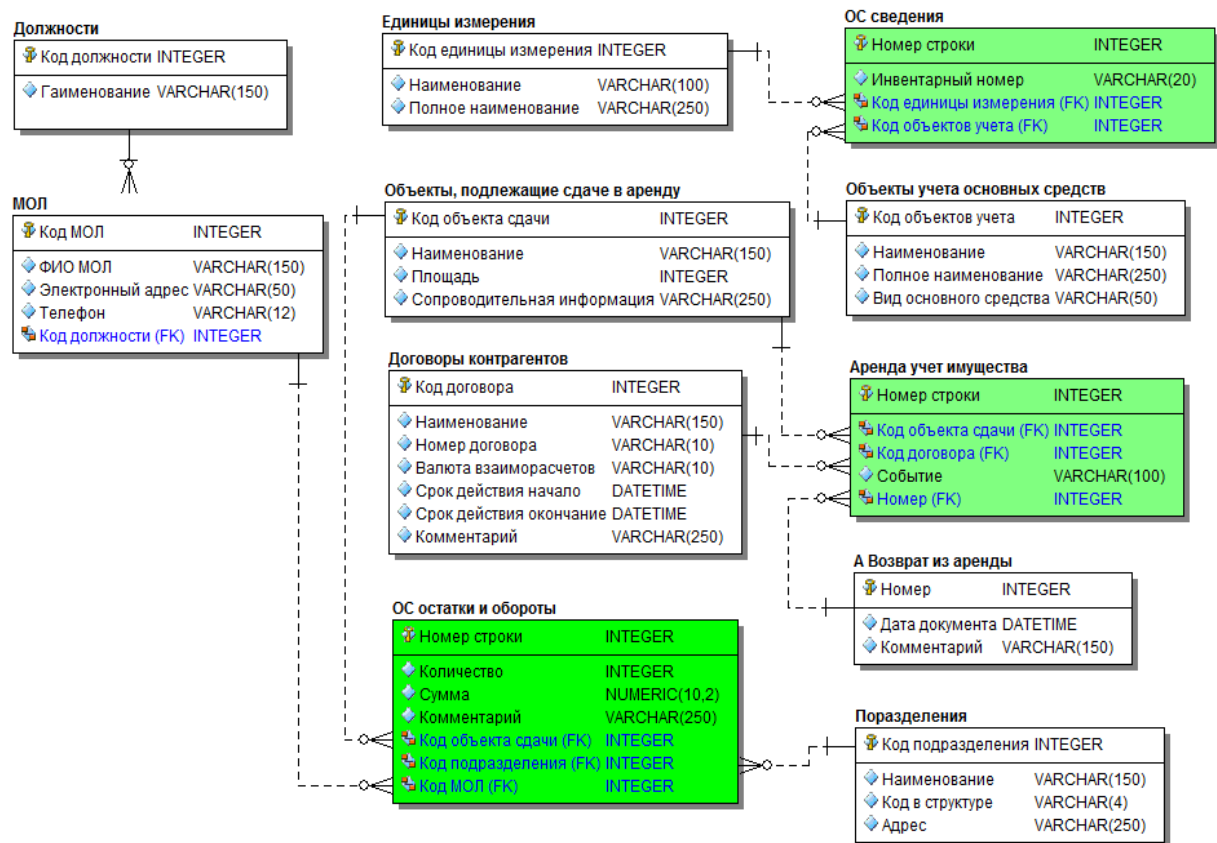 Должности
Код должности INTEGER
Гаименование VARCHAR(150)
МОЛ
Код МОЛ INTEGER
ФИО МОЛ VARCHAR(150)
Электронный адрес VARCHAR(50)
Телефон VARCHAR(12)
Код должности (FK) INTEGER
Единицы измерения
Код единицы измерения INTEGER
Наименование VARCHAR(100)
Полное наименование VARCHAR(250)
Объекты, подлежащие сдаче в аренду
Код объекта сдачи INTEGER
Наименование VARCHAR(150)
Площадь INTEGER
Сопроводительная информация VARCHAR(250)
Договоры контрагентов
Код договора INTEGER
Наименование VARCHAR(150)
Номер договора VARCHAR(10)
Валюта взаиморасчетов VARCHAR(10)
Срок действия начало DATETIME
Срок действия окончание DATETIME
Комментарий VARCHAR(250)
ОС остатки и обороты
Номер строки INTEGER
Количество INTEGER
Сумма NUMERIC(10,2)
Комментарий VARCHAR(250)
Код объекта сдачи (FK) INTEGER
Код подразделения (FK) INTEGER
Код МОЛ (FK) INTEGER
ОС сведения
Номер строки INTEGER
Инвентарный номер VARCHAR(20)
Код единицы измерения (FK) INTEGER
Код объектов учета (FK) INTEGER
Объекты учета основных средств
Код объектов учета INTEGER
Наименование VARCHAR(150)
Полное наименование VARCHAR(250)
Вид основного средства VARCHAR(50)
Аренда учет имущества
Номер строки INTEGER
Код объекта сдачи (FK) INTEGER
Код договора (FK) INTEGER
Событие VARCHAR(100)
Номер (FK) INTEGER
А Возврат из аренды
Номер INTEGER
Дата документа DATETIME
Комментарий VARCHAR(150)
Поразделения
Код подразделения INTEGER
Наименование VARCHAR(150)
Код в структуре VARCHAR(4)
Адрес VARCHAR(250)